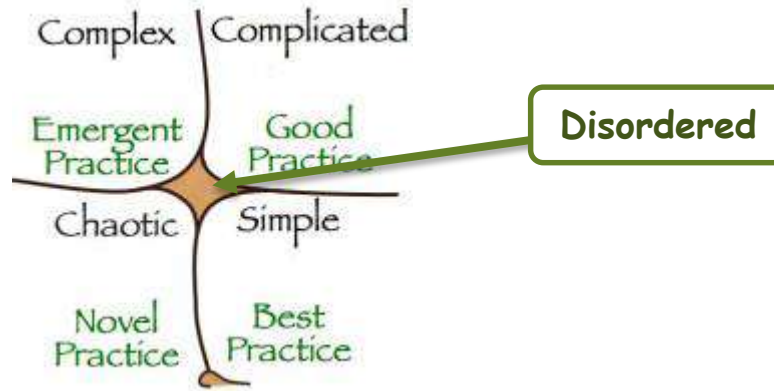 Complex
Complicated
Emergent
Practice
Good
Practice
Disordered
Chaotic
Simple
Novel
Practice
Best
Practice